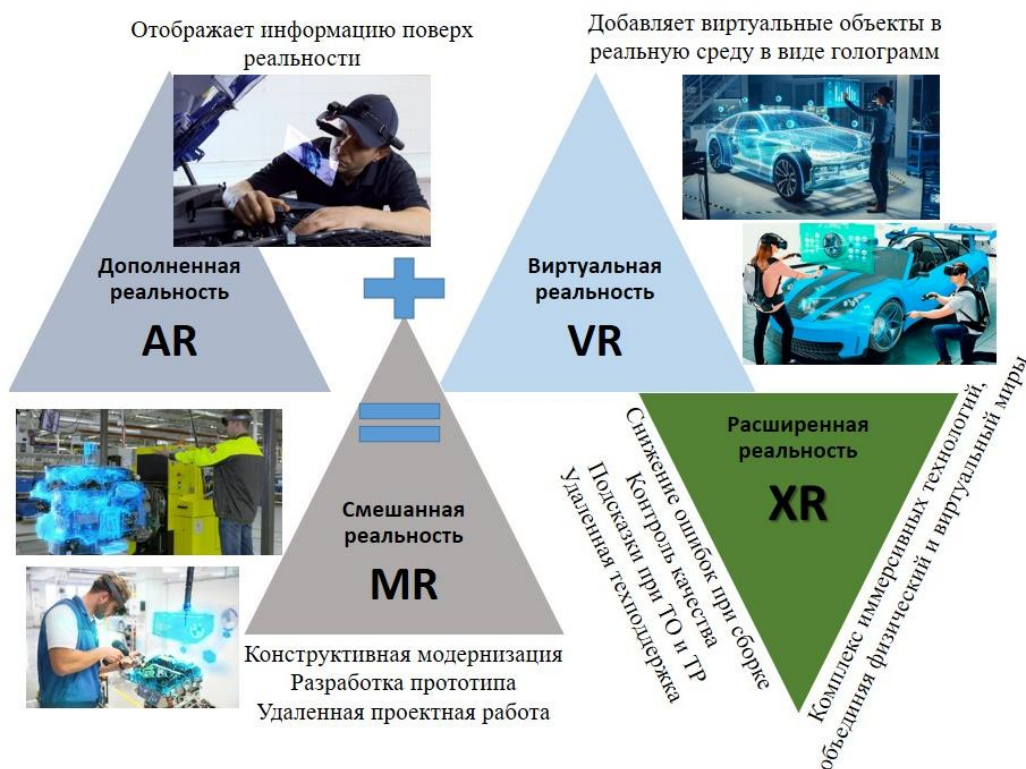 Отображает информацию поверх
реальности
Добавляет виртуальные объекты в
реальную среду в виде голограмм
Дополненная
реальность
AR
Виртуальная
реальность
VR
Смешанная
реальность
MR
Расширенная
реальность
XR
Снижение ошибок при сборке
Контроль качества
Подсказки при ТО и ТР
Удаленная техподдержка
Комплекс иммерсивных технологий,
объединяя физический и виртуальный миры
Конструктивная модернизация
Разработка прототипа
Удаленная проектная работа